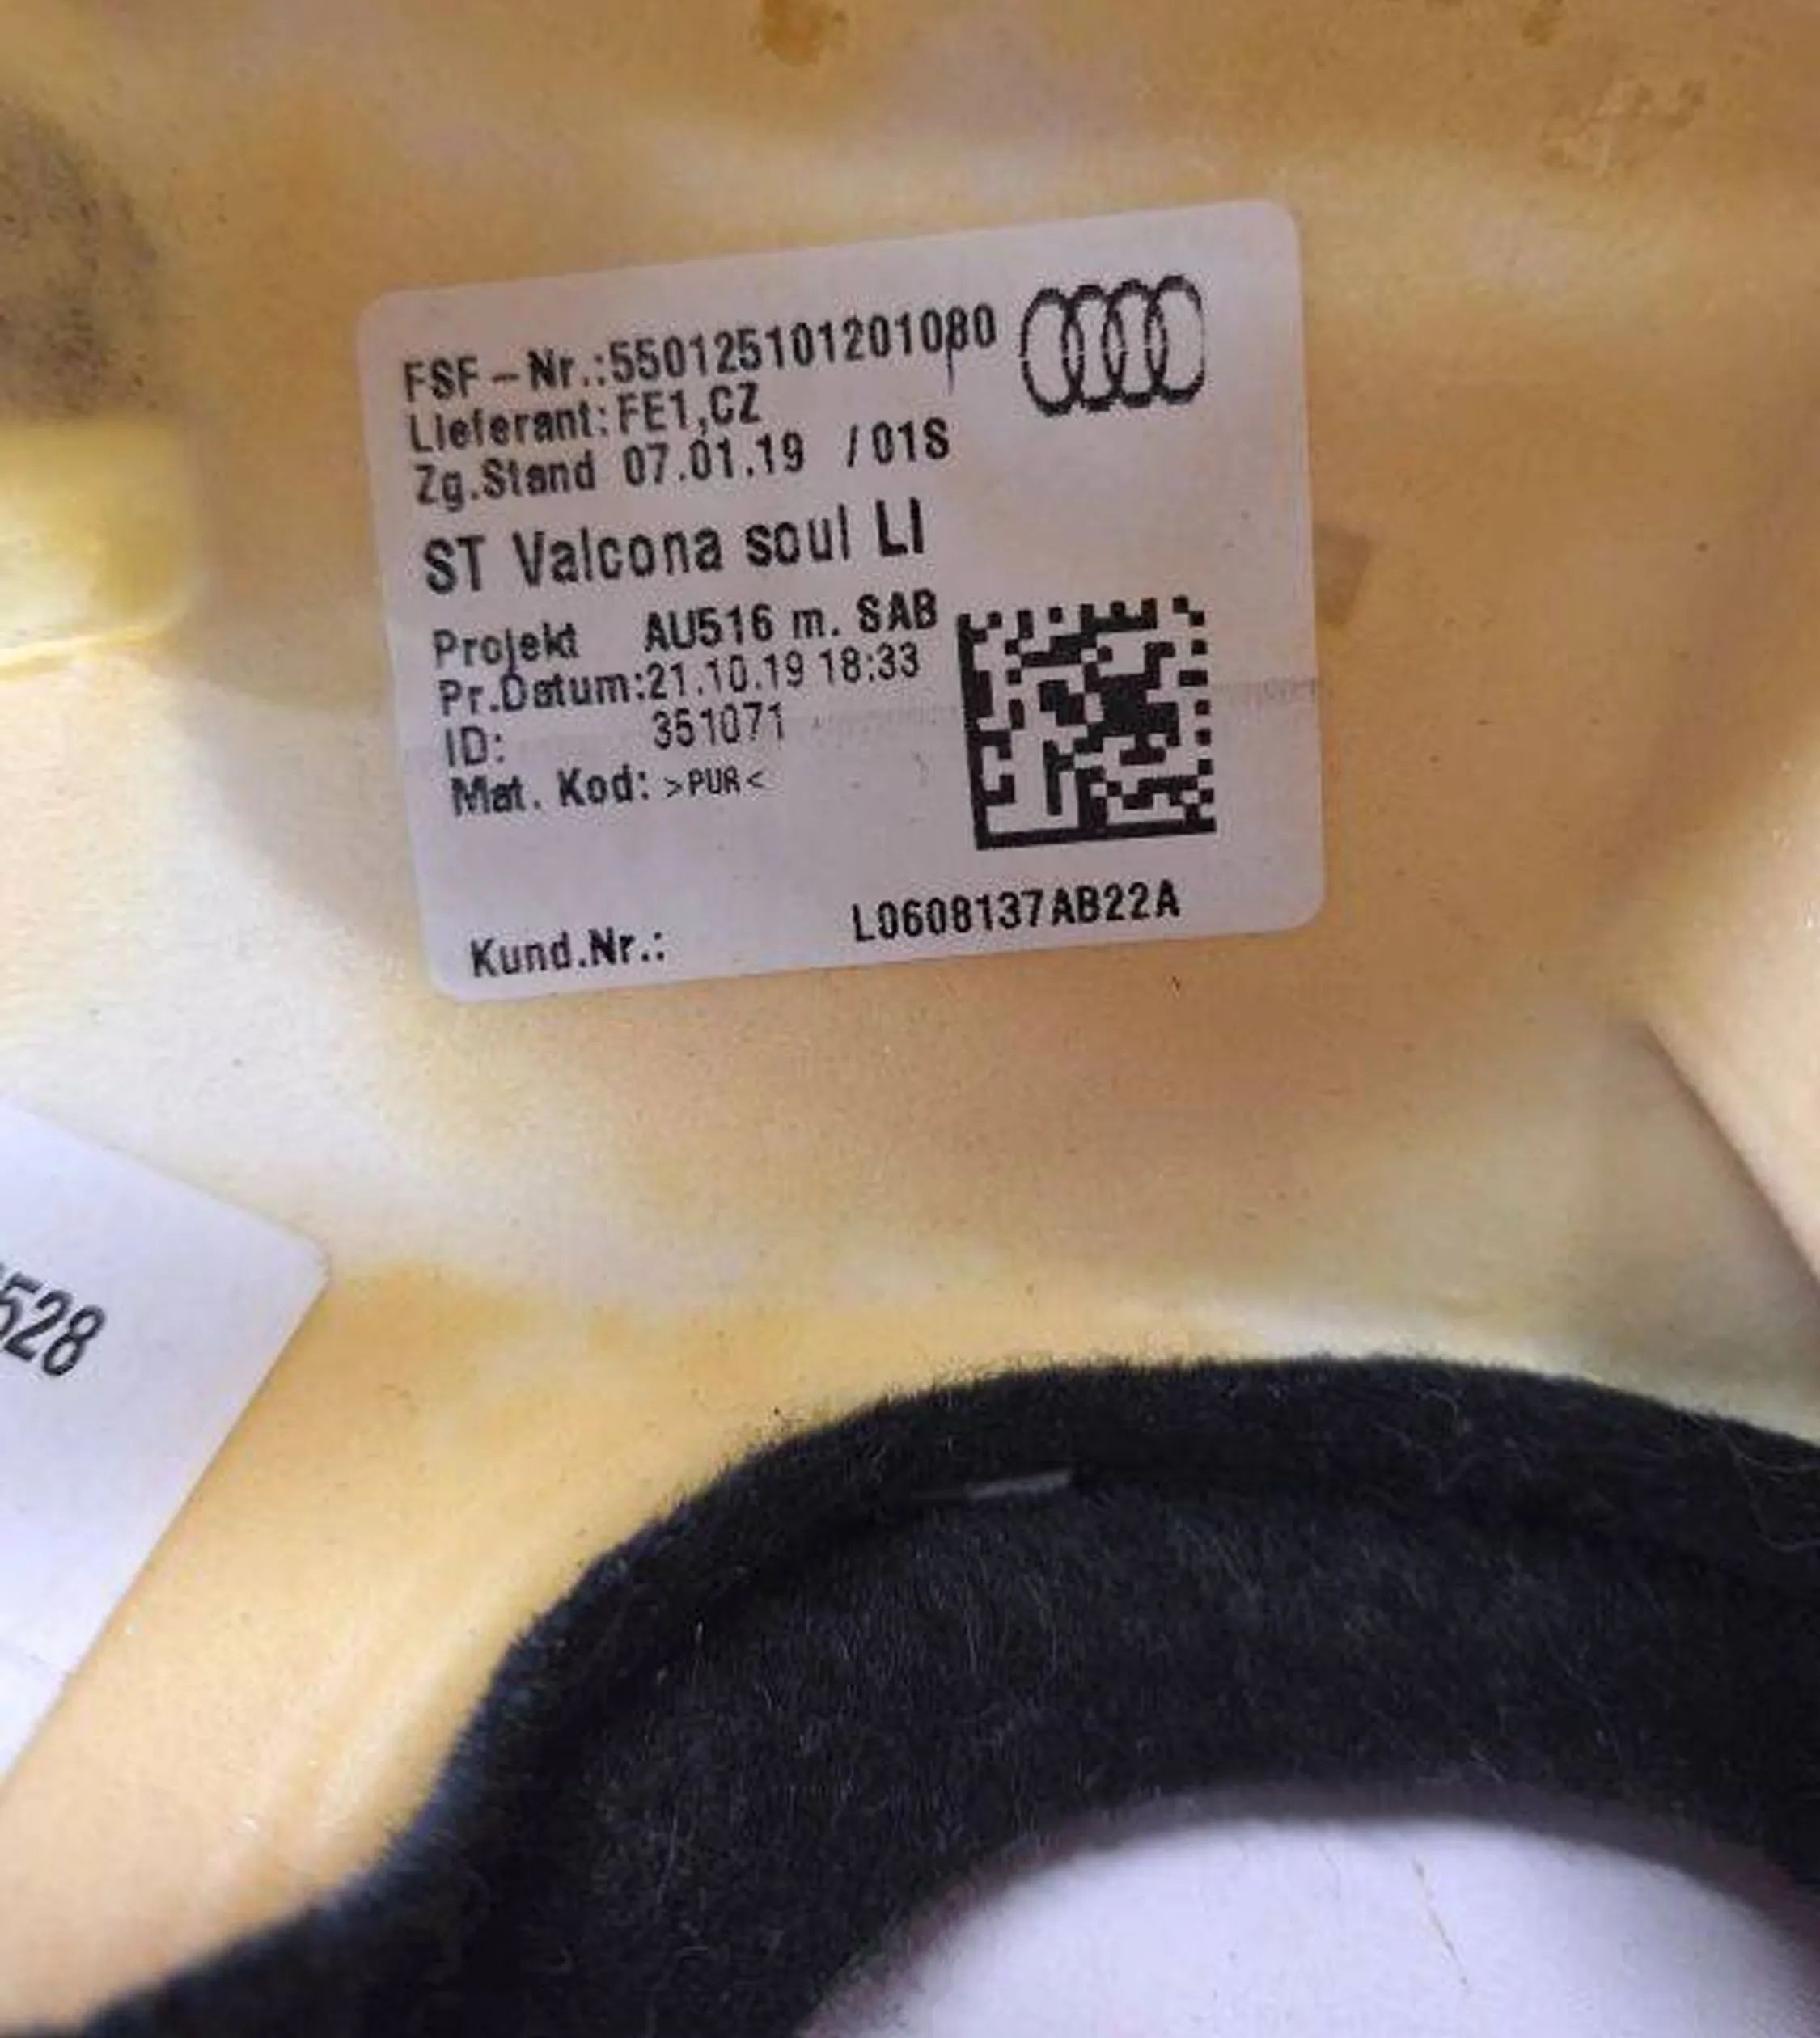 FSF-Nr.:550125101201080
Lieferant: FE1,CZ
Zg.Stand 07.01.19 /01S
ST Valcona soul LI
Projekt AU516 m. SAB
Pr.Datum:21.10.19 18:33
ID: 351071
Mat. Kod: >PUR<
Kund.Nr.: L0608137AB22A
528